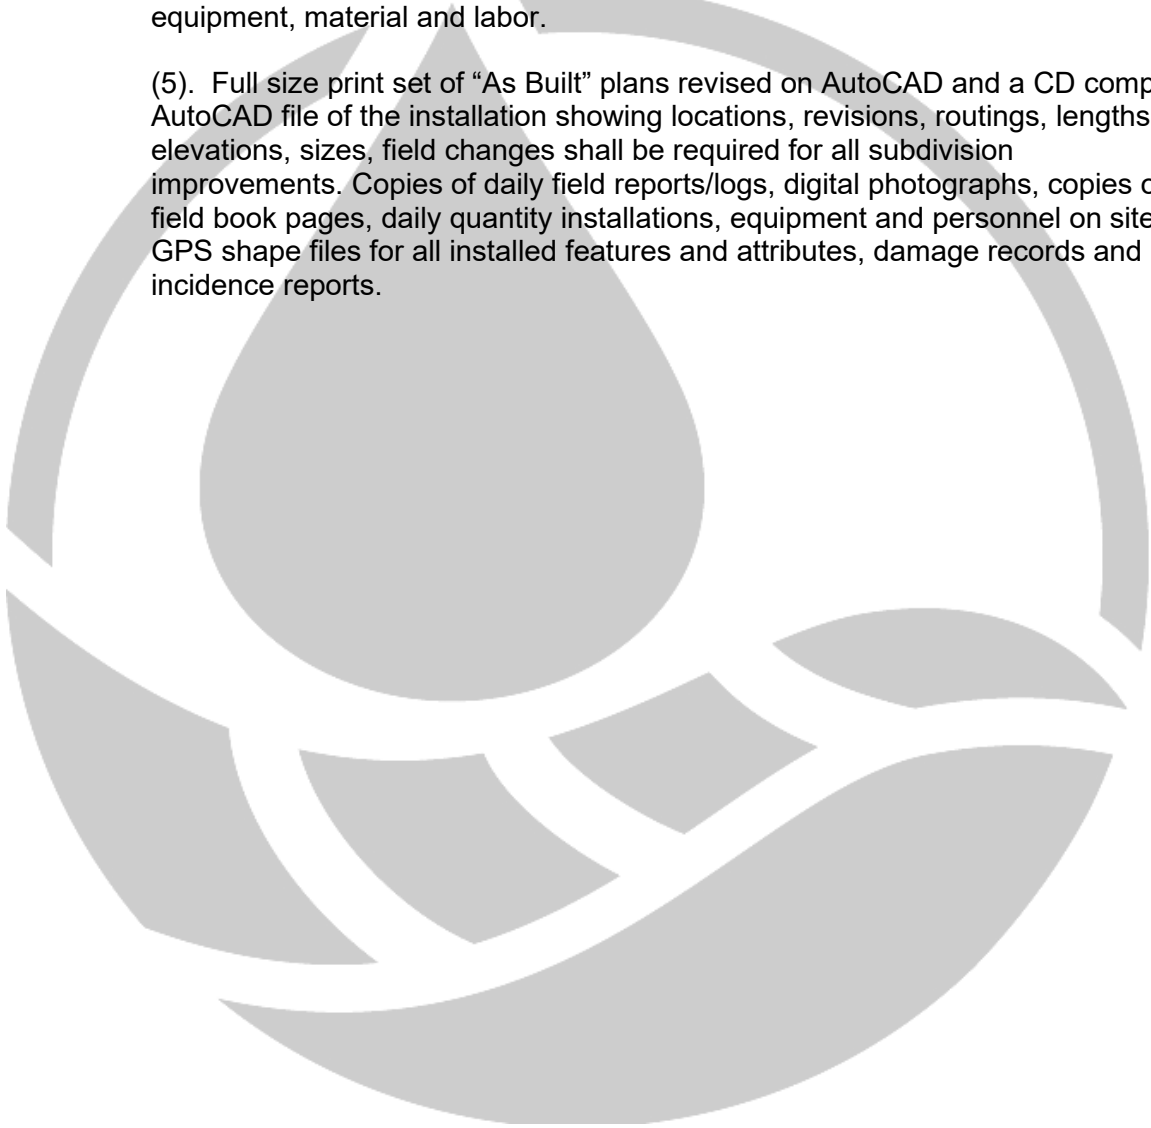 equipment, material and labor.
(5).  Full size print set of “As Built” plans revised on AutoCAD and a CD
AutoCAD file of the installation showing locations, revisions, routings, lengths
elevations, sizes, field changes shall be required for all subdivision
improvements. Copies of daily field reports/logs, digital photographs, copies
field book pages, daily quantity installations, equipment and personnel on site
GPS shape files for all installed features and attributes, damage records and
incidence reports.